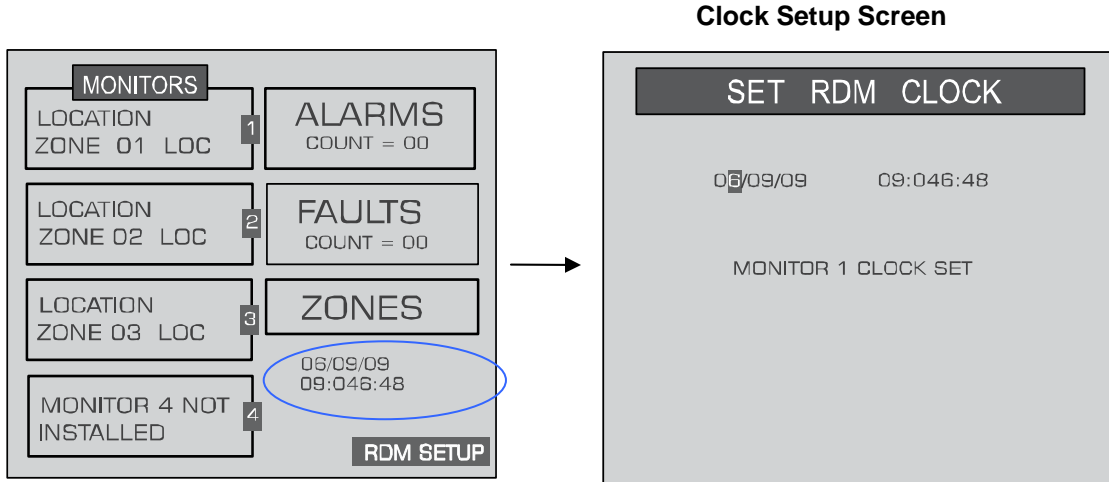 Clock Setup Screen
MONITORS
LOCATION
ZONE 01 LOC
1
ALARMS
COUNT = 00
LOCATION
ZONE 02 LOC
2
FAULTS
COUNT = 00
LOCATION
ZONE 03 LOC
3
ZONES
06/09/09
09:046:48
MONITOR 4 NOT
INSTALLED
4
RDM SETUP
SET RDM CLOCK
06/09/09 09:046:48
MONITOR 1 CLOCK SET